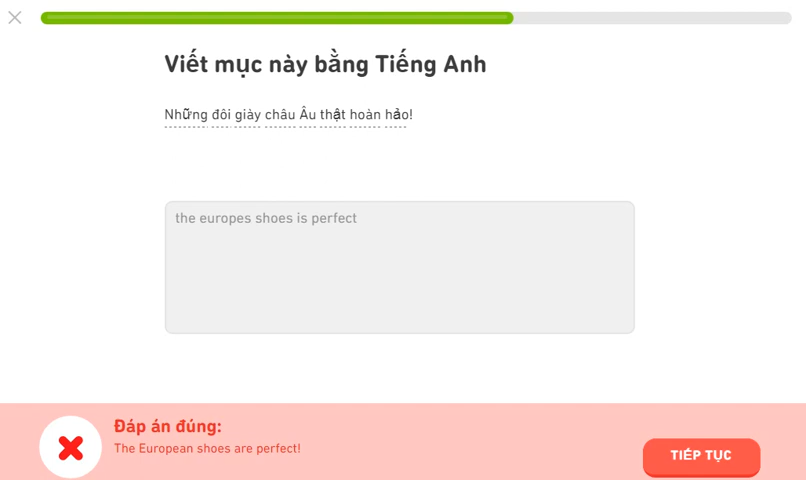 Viết mục này bằng Tiếng Anh
Những đôi giày châu Âu thật hoàn hảo!
the europes shoes is perfect
Đáp án đúng:
The European shoes are perfect!
TIẾP TỤC